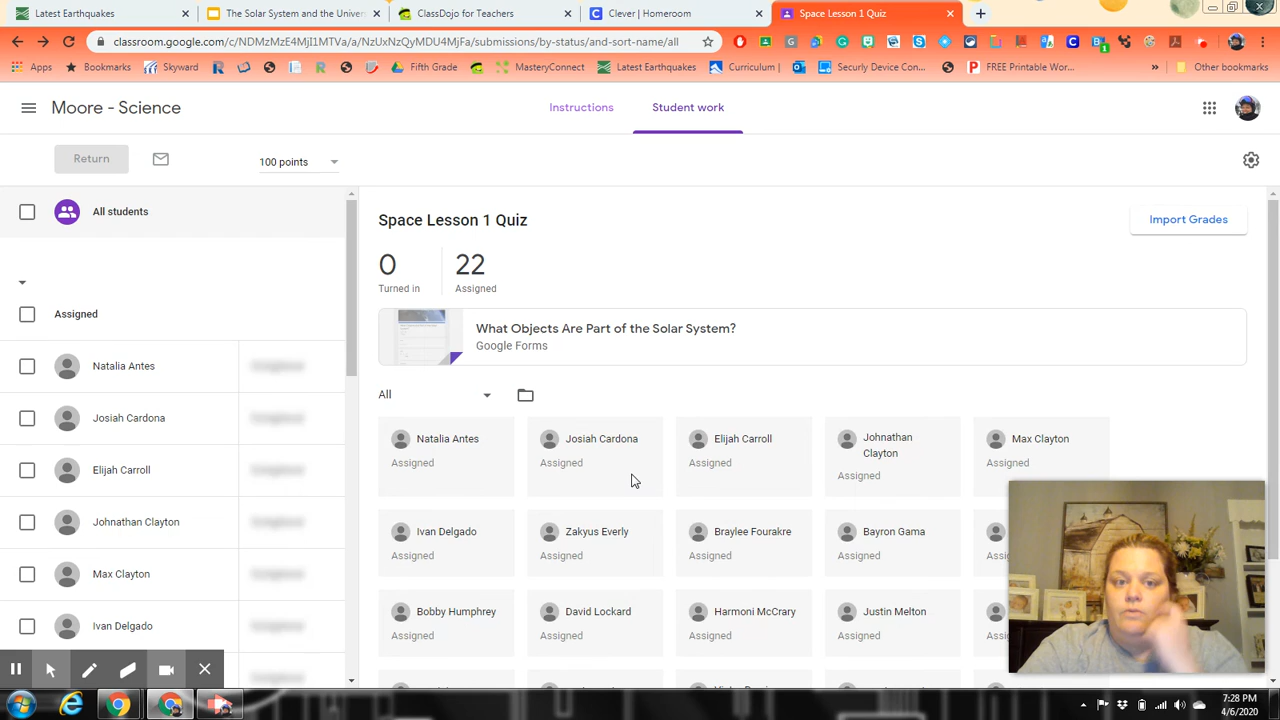 Latest Earthquakes
The Solar System and the Univer
ClassDojo for Teachers
Clever | Homeroom
Space Lesson 1 Quiz
classroom.google.com/c/NDMzMzE4MjI1MTVa/a/NzUxNzQyMDU4MjFa/submissions/by-status/and-sort-name/all
Apps
Bookmarks
Skyward
Fifth Grade
MasteryConnect
Latest Earthquakes
Curriculum |
Securly Device Con...
FREE Printable Wor...
Other bookmarks
Moore - Science
Instructions
Student work
Return
100 points
All students
Space Lesson 1 Quiz
Import Grades
0
22
Turned in
Assigned
Assigned
What Objects Are Part of the Solar System?
Google Forms
All
Natalia Antes
Josiah Cardona
Elijah Carroll
Johnathan Clayton
Max Clayton
Ivan Delgado
Natalia Antes
Assigned
Josiah Cardona
Assigned
Elijah Carroll
Assigned
Johnathan
Clayton
Assigned
Max Clayton
Assigned
Ivan Delgado
Assigned
Zakyus Everly
Assigned
Braylee Fourakre
Assigned
Bayron Gama
Assigned
Bobby Humphrey
Assigned
David Lockard
Assigned
Harmoni McCrary
Assigned
Justin Melton
Assigned
7:28 PM
4/6/2020